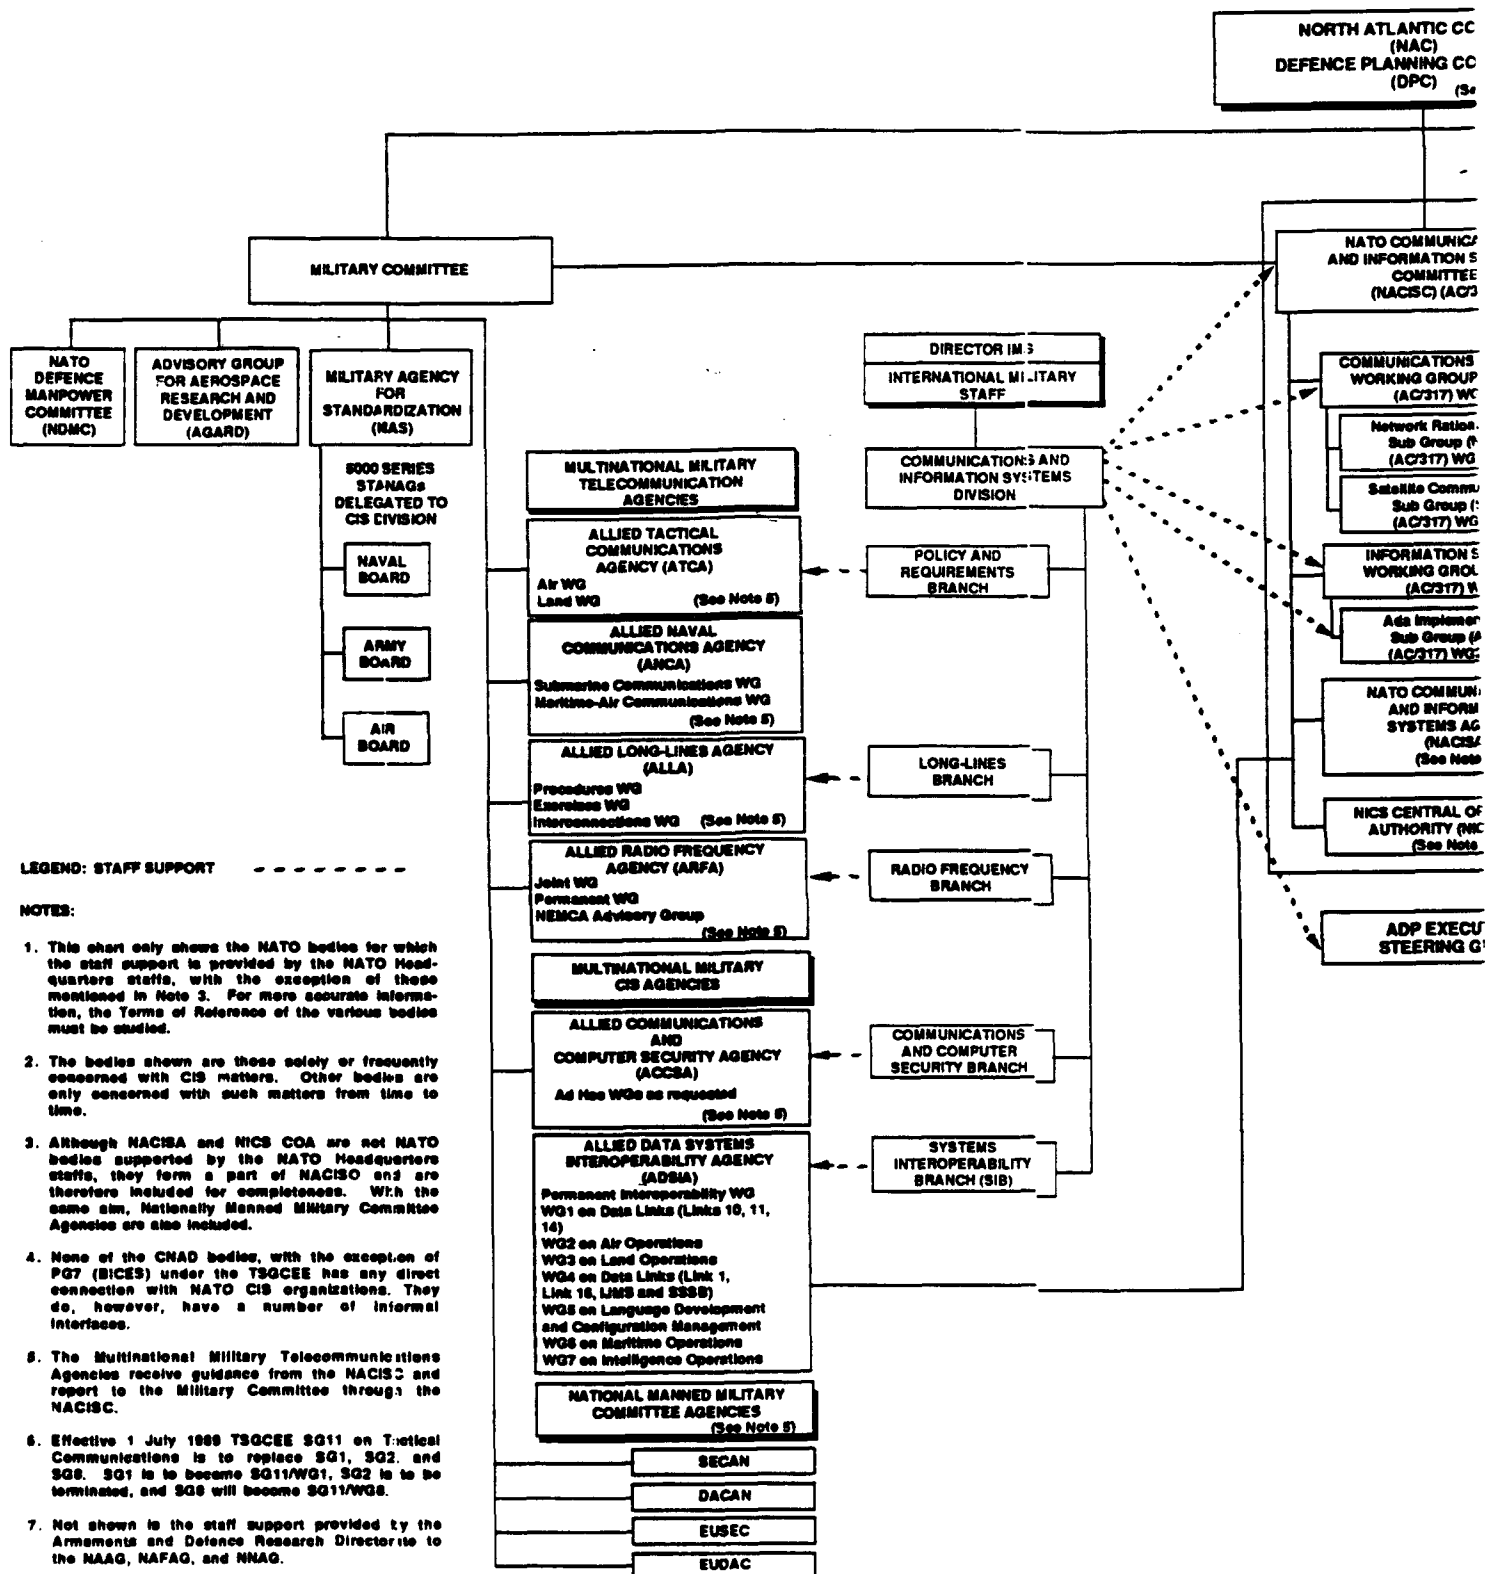 NORTH ATLANTIC CC
(NAC)
DEFENCE PLANNING CC
(DPC)
(Se
MILITARY COMMITTEE
NATO COMMUNICA
AND INFORMATION S
COMMITTEE
(NACISC) (AC/3
NATO
DEFENCE
MANPOWER
COMMITTEE
(NDMC)
ADVISORY GROUP
FOR AEROSPACE
RESEARCH AND
DEVELOPMENT
(AGARD)
MILITARY AGENCY
FOR
STANDARDIZATION
(MAS)
5000 SERIES
STANAGs
DELEGATED TO
CIS DIVISION
NAVAL
BOARD
ARMY
BOARD
AIR
BOARD
DIRECTOR IMS
INTERNATIONAL MILITARY
STAFF
COMMUNICATIONS AND
INFORMATION SYSTEMS
DIVISION
MULTINATIONAL MILITARY
TELECOMMUNICATION
AGENCIES
ALLIED TACTICAL
COMMUNICATIONS
AGENCY (ATCA)
Air WG
Land WG (See Note 5)
ALLIED NAVAL
COMMUNICATIONS AGENCY
(ANCA)
Submarine Communications WG
Maritime-Air Communications WG
(See Note 5)
ALLIED LONG-LINES AGENCY
(ALLA)
Procedures WG
Exercises WG
Interconnections WG (See Note 5)
ALLIED RADIO FREQUENCY
AGENCY (ARFA)
Joint WG
Permanent WG
NEMCA Advisory Group
(See Note 5)
MULTINATIONAL MILITARY
CIS AGENCIES
ALLIED COMMUNICATIONS
AND
COMPUTER SECURITY AGENCY
(ACCSA)
Ad Hoc WGs as requested
(See Note 5)
ALLIED DATA SYSTEMS
INTEROPERABILITY AGENCY
(ADSIA)
Permanent Interoperability WG
WG1 on Data Links (Links 10, 11,
14)
WG2 on Air Operations
WG3 on Land Operations
WG4 on Data Links (Link 1,
Link 16, IJMS and SSSB)
WG5 on Language Development
and Configuration Management
WG6 on Maritime Operations
WG7 on Intelligence Operations
NATIONAL MANNED MILITARY
COMMITTEE AGENCIES
(See Note 5)
SECAN
DACAN
EUSEC
EUDAC
POLICY AND
REQUIREMENTS
BRANCH
LONG-LINES
BRANCH
RADIO FREQUENCY
BRANCH
COMMUNICATIONS
AND COMPUTER
SECURITY BRANCH
SYSTEMS
INTEROPERABILITY
BRANCH (SIB)
COMMUNICATIONS
WORKING GROUP
(AC/317) WG
Network Rationa
Sub Group (N
(AC/317) WG
Satellite Commu
Sub Group (S
(AC/317) WG
INFORMATION S
WORKING GROU
(AC/317) W
Ada Implemen
Sub Group (A
(AC/317) WG2
NATO COMMUN
AND INFORM
SYSTEMS AG
(NACISA
(See Note
NICS CENTRAL OP
AUTHORITY (NIC
(See Note
ADP EXECU
STEERING G
LEGEND: STAFF SUPPORT
NOTES:
1. This chart only shows the NATO bodies for which
the staff support is provided by the NATO Head-
quarters staffs, with the exception of those
mentioned in Note 3. For more accurate informa-
tion, the Terms of Reference of the various bodies
must be studied.
2. The bodies shown are those solely or frequently
concerned with CIS matters. Other bodies are
only concerned with such matters from time to
time.
3. Although NACISA and NICS COA are not NATO
bodies supported by the NATO Headquarters
staffs, they form a part of NACISO and are
therefore included for completeness. With the
same aim, Nationally Manned Military Committee
Agencies are also included.
4. None of the CNAD bodies, with the exception of
PG7 (BICES) under the TSGCEE has any direct
connection with NATO CIS organizations. They
do, however, have a number of informal
interfaces.
5. The Multinational Military Telecommunications
Agencies receive guidance from the NACISC and
report to the Military Committee through the
NACISC.
6. Effective 1 July 1989 TSGCEE SG11 on Tactical
Communications is to replace SG1, SG2, and
SG8. SG1 is to become SG11/WG1, SG2 is to be
terminated, and SG8 will become SG11/WG8.
7. Not shown is the staff support provided by the
Armaments and Defence Research Directorate to
the NAAG, NAFAG, and NNAG.